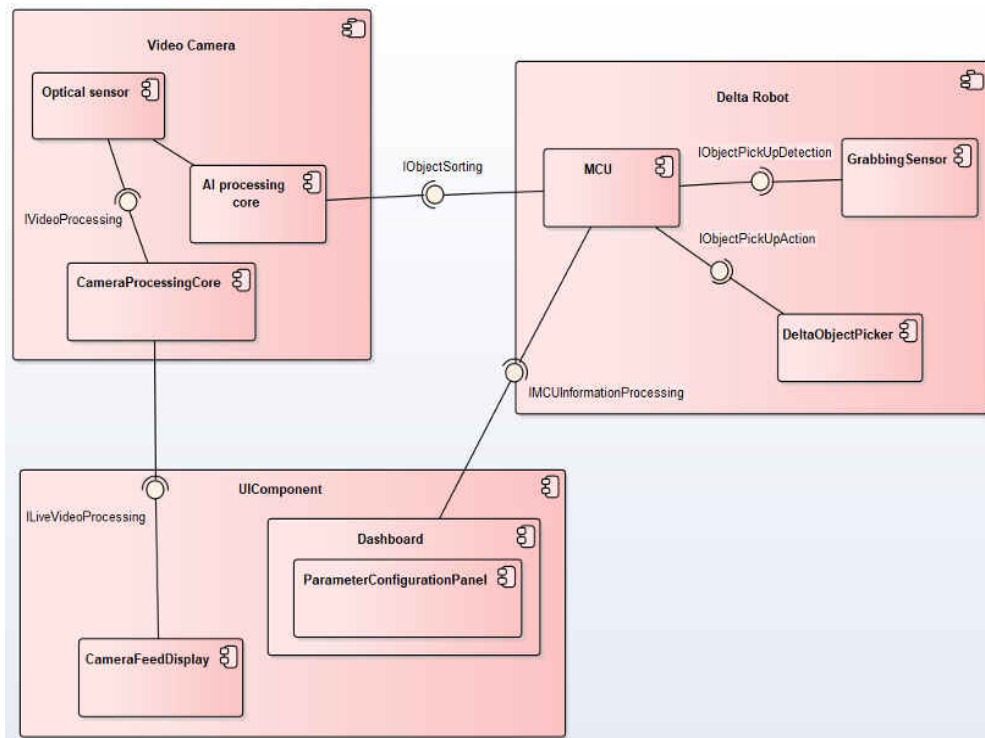 Video Camera
Optical sensor
AI processing
core
IVideoProcessing
CameraProcessingCore
IObjectSorting
Delta Robot
MCU
IObjectPickUpDetection
GrabbingSensor
IObjectPickUpAction
DeltaObjectPicker
IMCUInformationProcessing
UIComponent
ILiveVideoProcessing
Dashboard
ParameterConfigurationPanel
CameraFeedDisplay